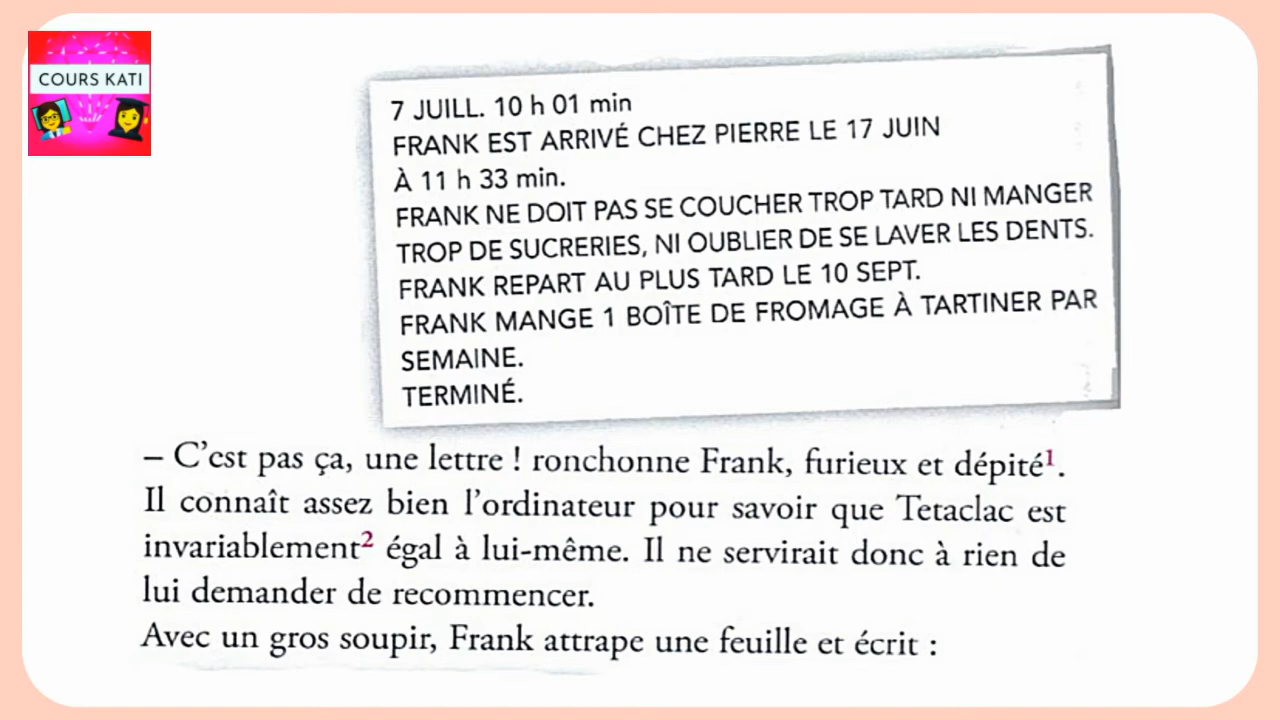 COURS KATI
7 JUILL. 10 h 01 min
FRANK EST ARRIVÉ CHEZ PIERRE LE 17 JUIN
À 11 h 33 min.
FRANK NE DOIT PAS SE COUCHER TROP TARD NI MANGER
TROP DE SUCRERIES, NI OUBLIER DE SE LAVER LES DENTS.
FRANK REPART AU PLUS TARD LE 10 SEPT.
FRANK MANGE 1 BOÎTE DE FROMAGE À TARTINER PAR
SEMAINE.
TERMINÉ.
– C'est pas ça, une lettre ! ronchonne Frank, furieux et dépité¹.
Il connaît assez bien l'ordinateur pour savoir que Tetaclac est
invariablement² égal à lui-même. Il ne servirait donc à rien de
lui demander de recommencer.
Avec un gros soupir, Frank attrape une feuille et écrit :